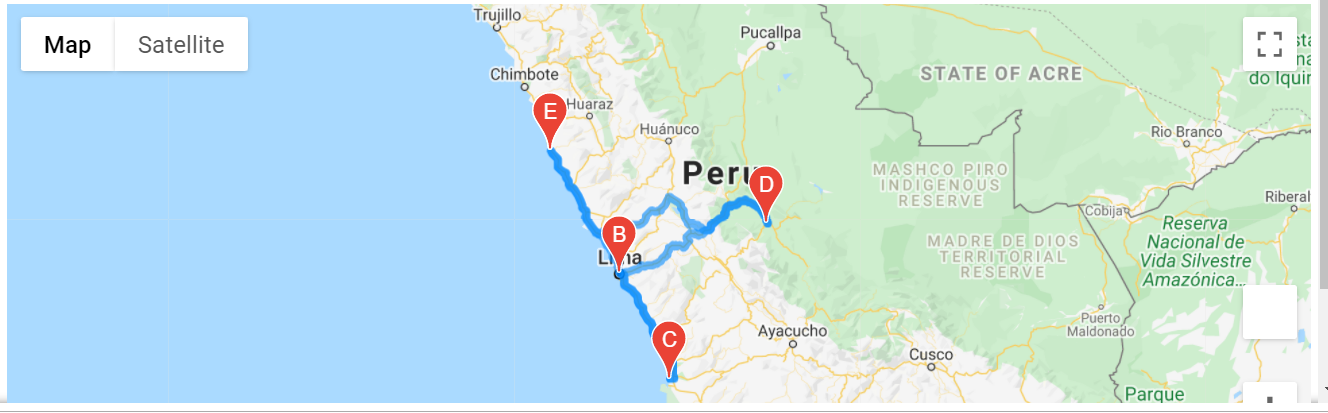 Map
Satellite
Trujillo
Pucallpa
Chimbote
STATE OF ACRE
do Iquir
E
Huaraz
Huánuco
Rio Branco
Peru
D
MASHCO PIRO
INDIGENOUS
RESERVE
Cobija
Riberal
B
Lima
Reserva
Nacional de
Vida Silvestre
Amazónica...
MADRE DE DIOS
TERRITORIAL
RESERVE
C
Ayacucho
Puerto
Maldonado
Cusco
Parque